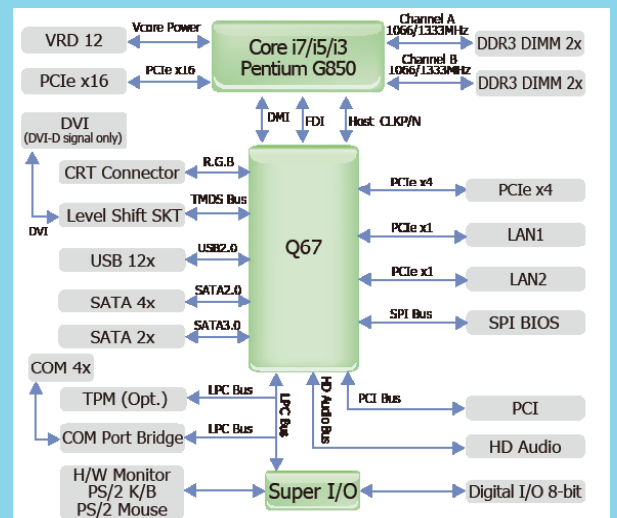 VRD 12
Vcore Power
Core i7/i5/i3
Pentium G850
Channel A
1066/1333MHz
DDR3 DIMM 2x
PCIe x16
PCIe x16
Channel B
1066/1333MHz
DDR3 DIMM 2x
DMI
FDI
Host CLKP/N
DVI
(DVI-D signal only)
CRT Connector
R.G.B
DVI
Level Shift SKT
TMDS Bus
USB 12x
USB2.0
SATA 4x
SATA2.0
SATA 2x
SATA3.0
Q67
PCIe x4
PCIe x4
PCIe x1
LAN1
PCIe x1
LAN2
SPI Bus
SPI BIOS
COM 4x
TPM (Opt.)
LPC Bus
COM Port Bridge
LPC Bus
LPC Bus
HD Audio Bus
PCI Bus
PCI
HD Audio
H/W Monitor
PS/2 K/B
PS/2 Mouse
Super I/O
Digital I/O 8-bit